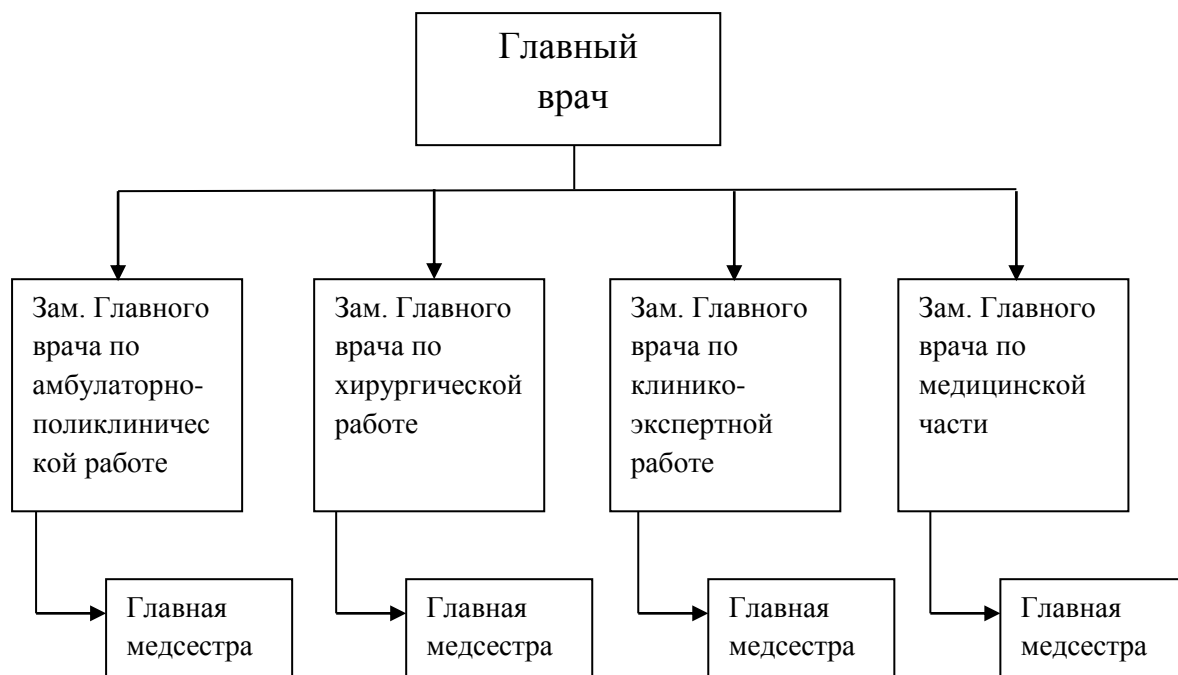 Главный
врач
Зам. Главного
врача по
амбулаторно-
поликлиничес
кой работе
Зам. Главного
врача по
хирургической
работе
Зам. Главного
врача по
клинико-
экспертной
работе
Зам. Главного
врача по
медицинской
части
Главная
медсестра
Главная
медсестра
Главная
медсестра
Главная
медсестра